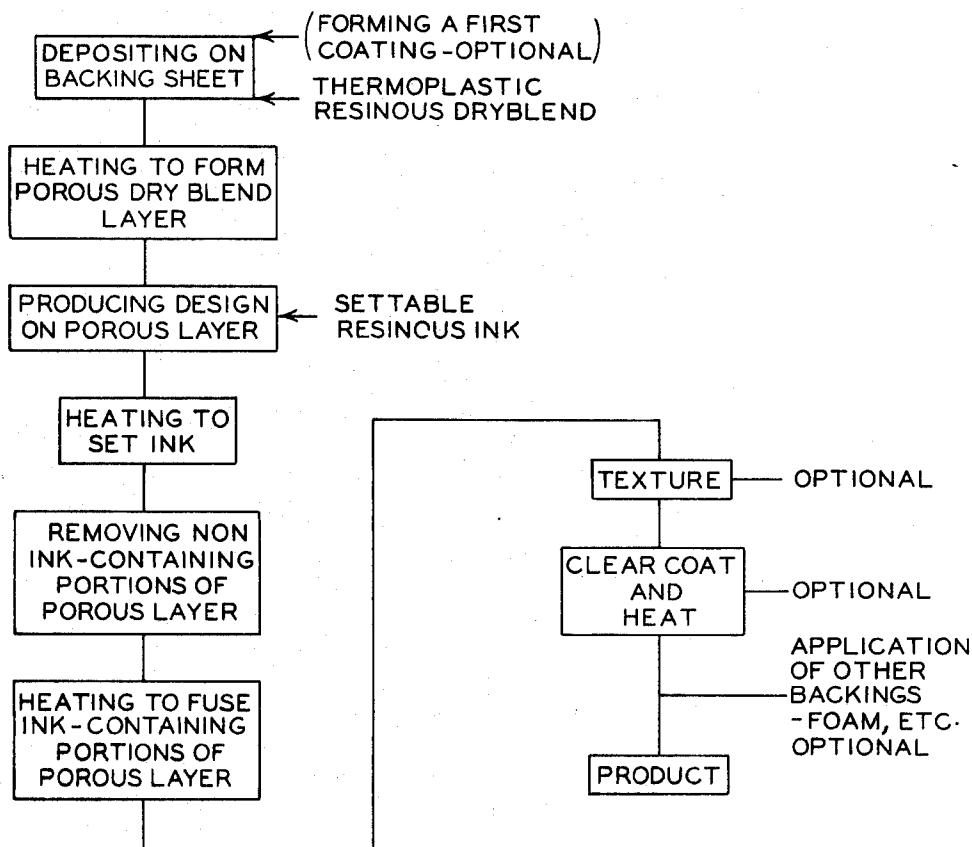 (FORMING A FIRST
COATING-OPTIONAL)
DEPOSITING ON
BACKING SHEET
THERMOPLASTIC
RESINOUS DRYBLEND
HEATING TO FORM
POROUS DRY BLEND
LAYER
PRODUCING DESIGN
ON POROUS LAYER
SETTABLE
RESINOUS INK
HEATING TO
SET INK
REMOVING NON
INK-CONTAINING
PORTIONS OF
POROUS LAYER
HEATING TO FUSE
INK-CONTAINING
PORTIONS OF
POROUS LAYER
TEXTURE
OPTIONAL
CLEAR COAT
AND
HEAT
OPTIONAL
APPLICATION
OF OTHER
BACKINGS
-FOAM, ETC.
OPTIONAL
PRODUCT